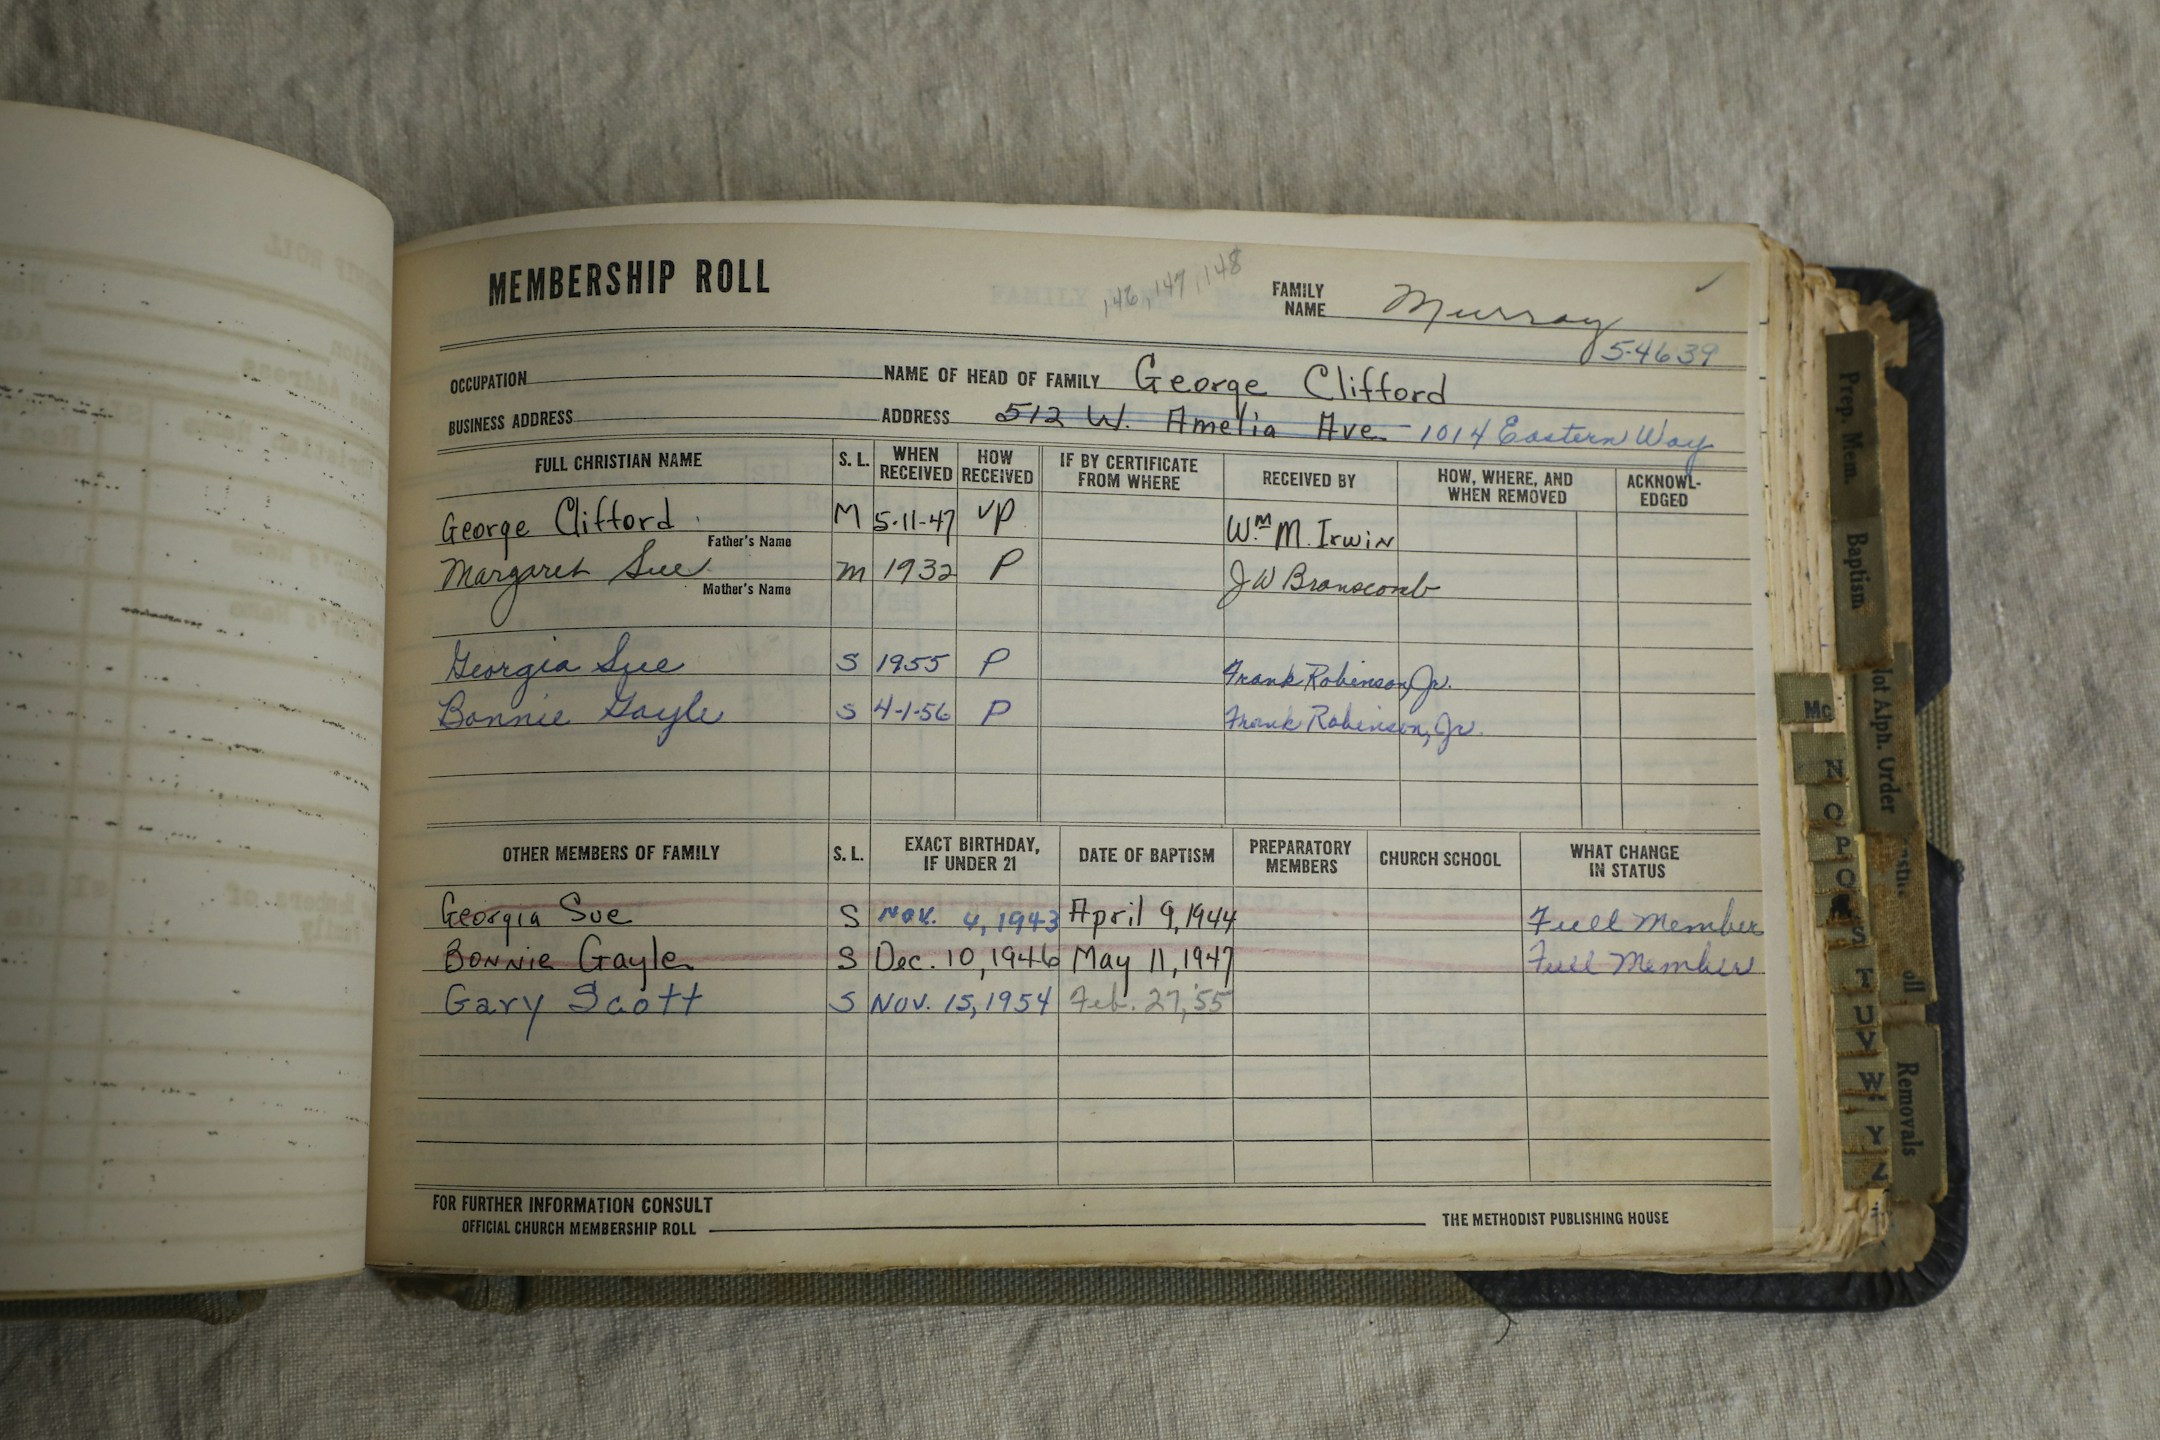 MEMBERSHIP ROLL
,146,,147,,148
FAMILY NAME Murray
5-4639
OCCUPATION NAME OF HEAD OF FAMILY George Clifford
BUSINESS ADDRESS ADDRESS 512 W. Amelia Ave. 1014 Eastern Way
FULL CHRISTIAN NAME S. L. WHEN RECEIVED HOW RECEIVED IF BY CERTIFICATE FROM WHERE RECEIVED BY HOW, WHERE, AND WHEN REMOVED ACKNOWL-EDGED
George Clifford M 5-11-47 VP Wm. M. Irwin
Father's Name
Margaret Sue m 1932 P J W Branscomb
Mother's Name
Georgia Sue S 1955 P Frank Robinson, Jr.
Bonnie Gayle S 4-1-56 P Frank Robinson, Jr.
OTHER MEMBERS OF FAMILY S. L. EXACT BIRTHDAY, IF UNDER 21 DATE OF BAPTISM PREPARATORY MEMBERS CHURCH SCHOOL WHAT CHANGE IN STATUS
Georgia Sue S Nov. 4, 1943 April 9, 1944 Full Member
Bonnie Gayle S Dec. 10, 1946 May 11, 1947 Full Member
Gary Scott S Nov. 15, 1954 Feb. 27, '55
FOR FURTHER INFORMATION CONSULT
OFFICIAL CHURCH MEMBERSHIP ROLL THE METHODIST PUBLISHING HOUSE
Prep. Mem.
Baptism
Not Alph. Order
Removals
Mc
N
O
P
Q
S
T
U
V
W
Y
Z